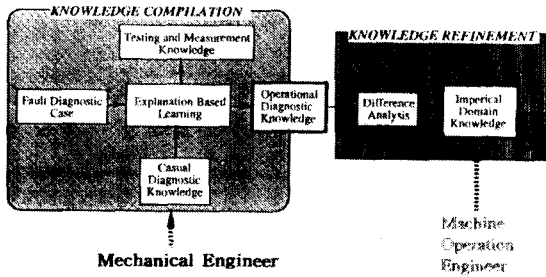 KNOWLEDGE COMPILATION
Testing and Measurement
Knowledge
Fault Diagnostic
Case
Explanation Based
Learning
Operational
Diagnostic
Knowledge
Casual
Diagnostic
Knowledge
Mechanical Engineer
KNOWLEDGE REFINEMENT
Difference
Analysis
Imperical
Domain
Knowledge
Machine
Operation
Engineer